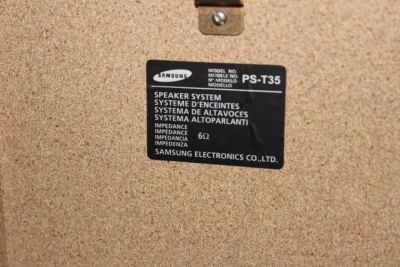 SAMSUNG
MODEL NO.
MODELE NO.
Nº MODELO
MODELLO
PS-T35
SPEAKER SYSTEM
SYSTEME D'ENCEINTES
SYSTEMA DE ALTAVOCES
SYSTEMA ALTOPARLANTI
IMPEDANCE
IMPEDANCE
IMPEDANCIA
IMPEDENZA
6Ω
SAMSUNG ELECTRONICS CO.,LTD.